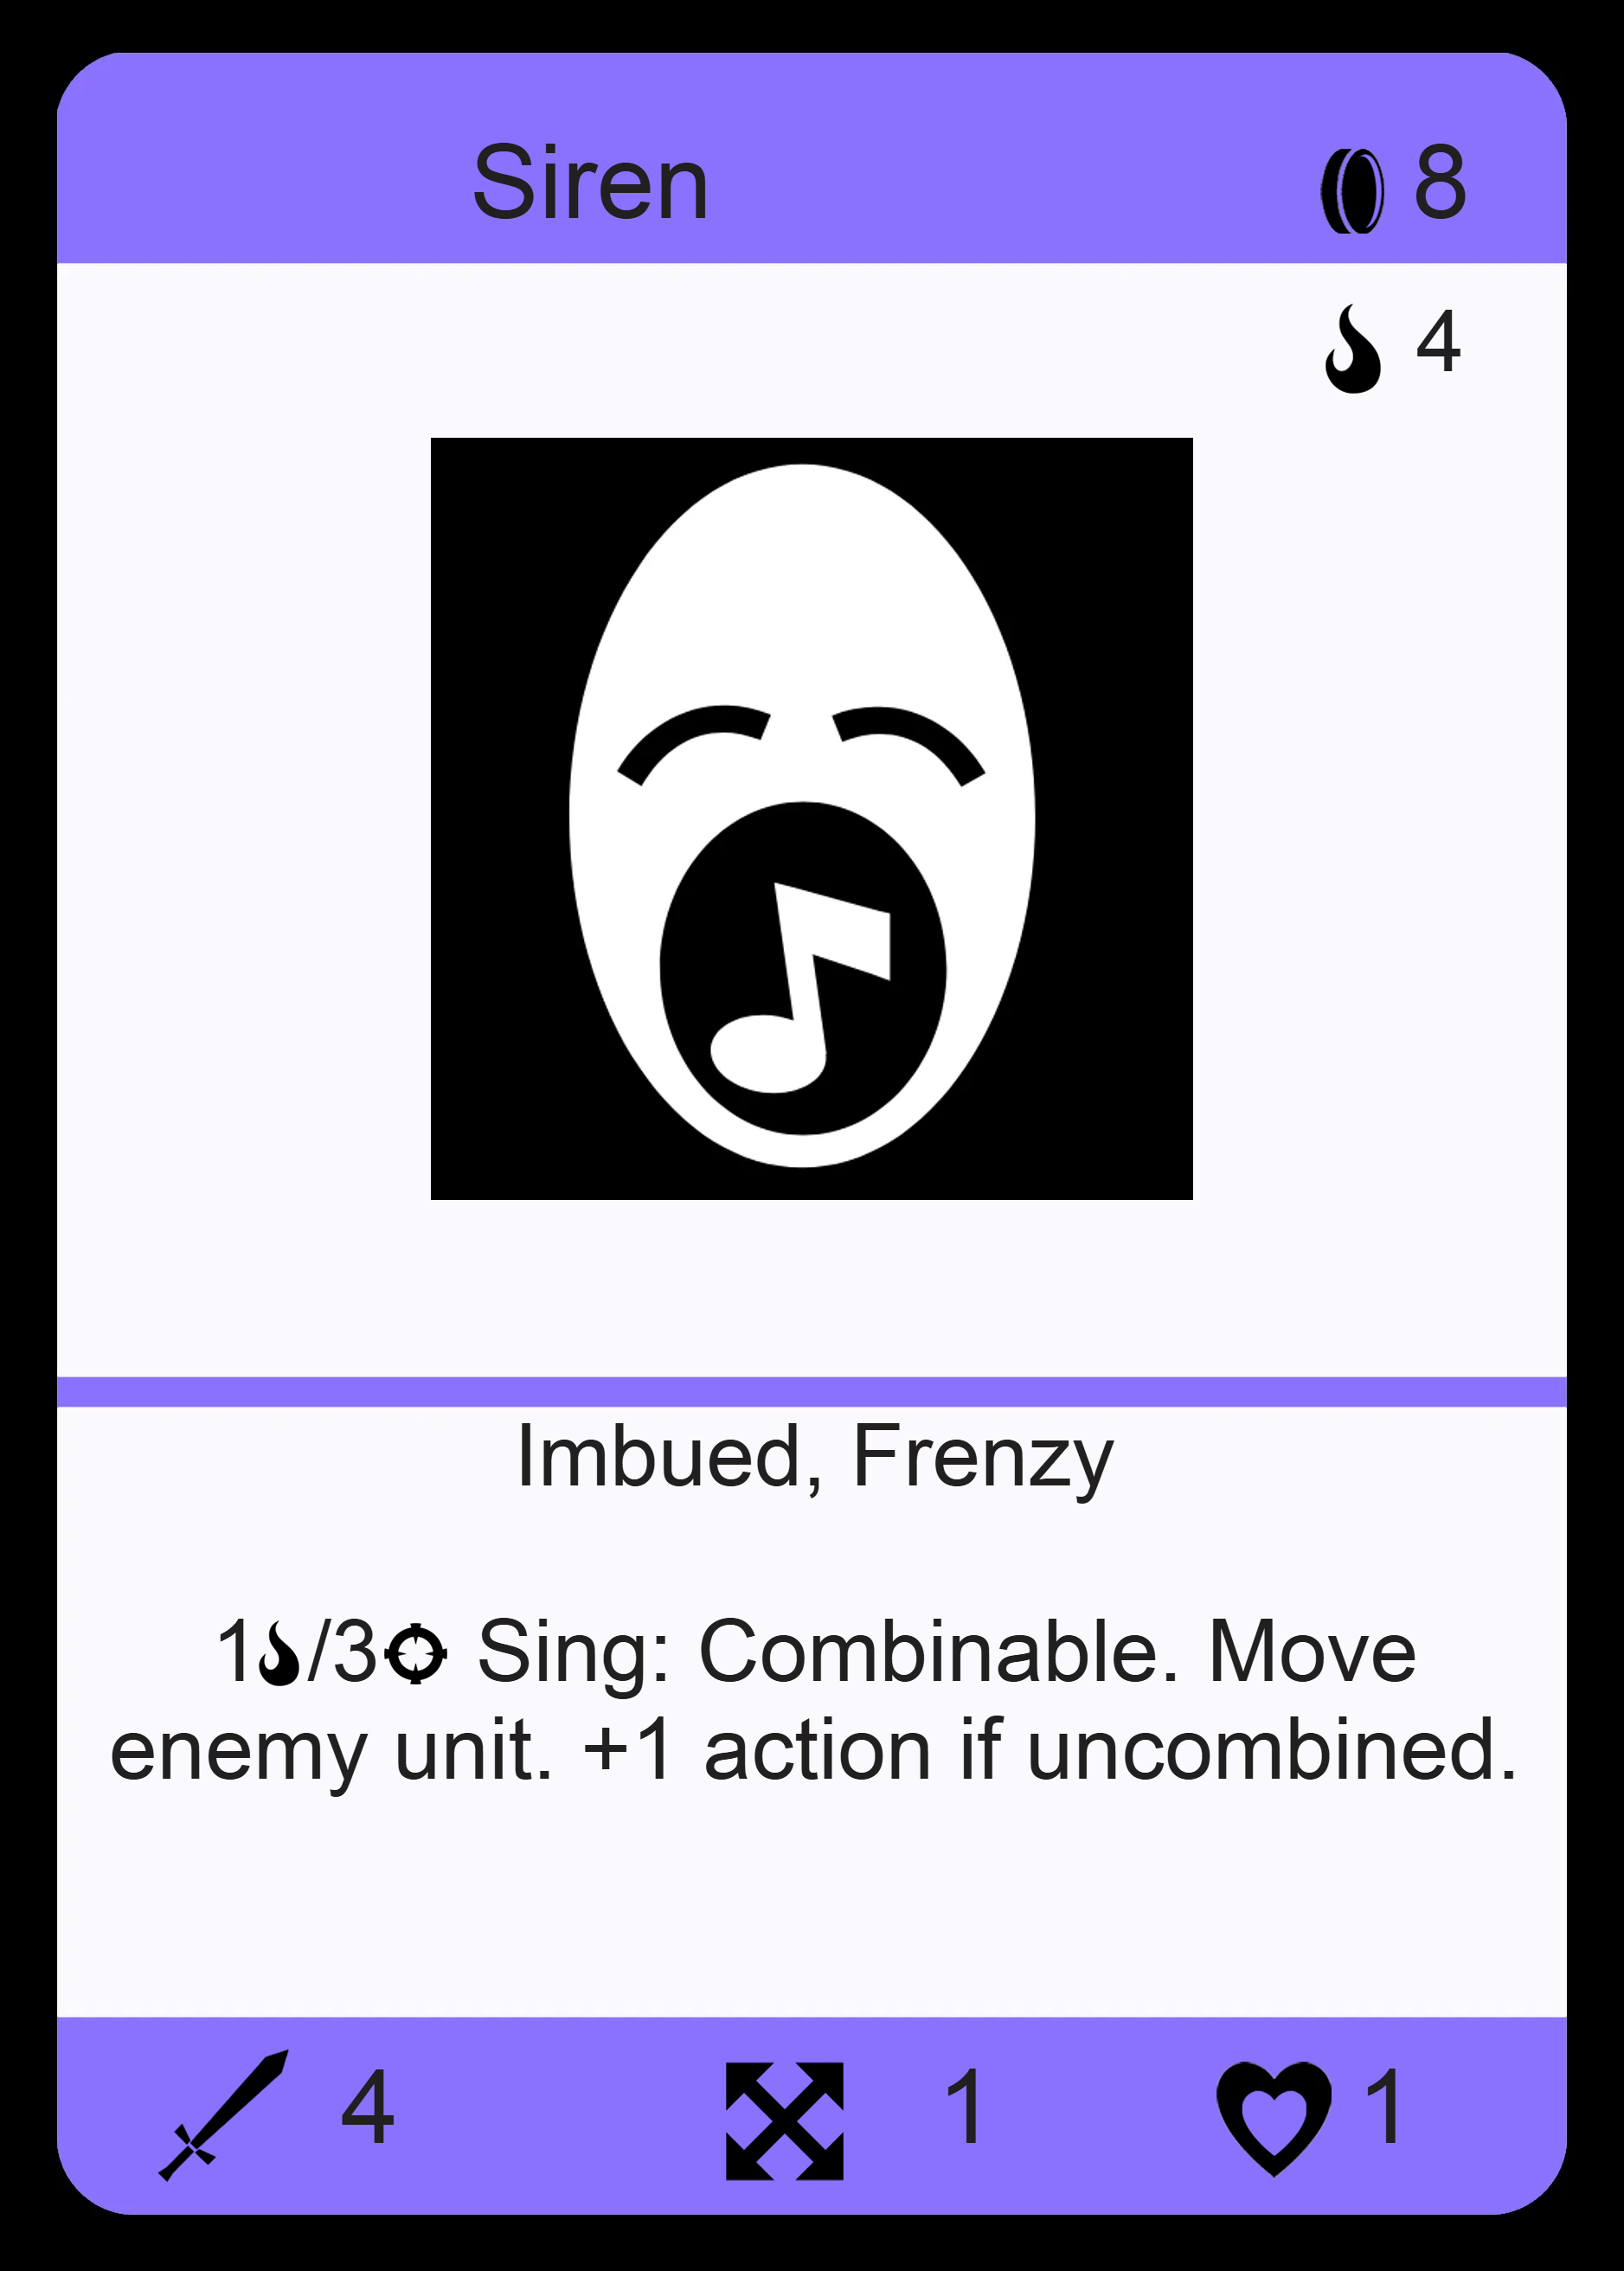 Siren 8
4
Imbued, Frenzy
1/3 Sing: Combinable. Move
enemy unit. +1 action if uncombined.
4 1 1